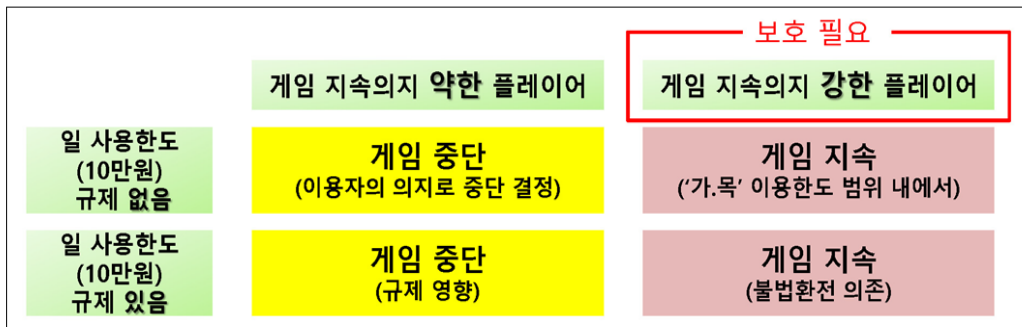 보호 필요
게임 지속의지 약한 플레이어
게임 지속의지 강한 플레이어
일 사용한도
(10만원)
규제 없음
게임 중단
(이용자의 의지로 중단 결정)
게임 지속
(‘가.목’ 이용한도 범위 내에서)
일 사용한도
(10만원)
규제 있음
게임 중단
(규제 영향)
게임 지속
(불법환전 의존)